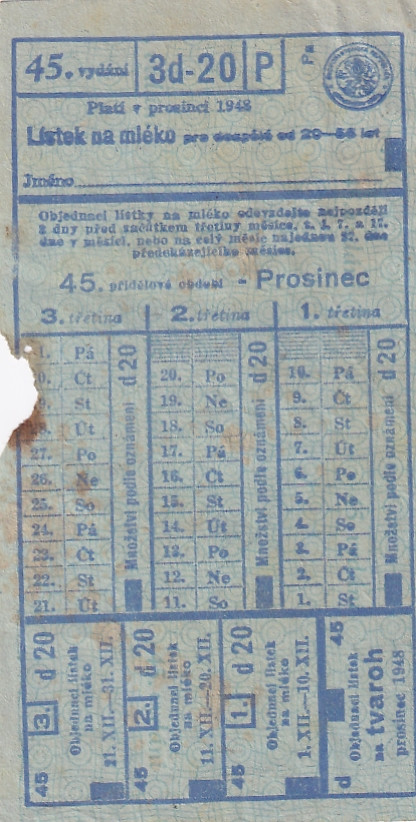 45. vydání 3d-20 P Pa
Platí v prosinci 1948
Lístek na mléko pro dospělé od 20—
Jméno
Objednací lístky na mléko odevzdejte nejpozději
2 dny před začátkem třetiny měsíce, t. j. 7. a 17.
dne v měsíci, nebo na celý měsíc najednou 27. dne
předcházejícího měsíce.
45. přídělové období - Prosinec
3. třetina 2. třetina 1. třetina
Pá 10. Pá
Čt 20. Po 9. Čt
St 19. Ne 8. St
Út 18. So 7. Út
27. Po 17. Pá 6. Po
26. Ne 16. Čt 5. Ne
25. So 15. St 4. So
24. Pá 14. Út 3. Pá
23. Čt 13. Po 2. Čt
22. St 12. Ne 1. St
21. Út 11. So
d 20 Množství podle oznámení
d 20 Množství podle oznámení
d 20 Množství podle oznámení
45 3. d 20
Objednací lístek
na mléko
21. XII.—31. XII.
45 2. d 20
Objednací lístek
na mléko
11. XII.—20. XII.
45 1. d 20
Objednací lístek
na mléko
1. XII.—10. XII.
d 45
Objednací lístek
na tvaroh
prosinec 1948